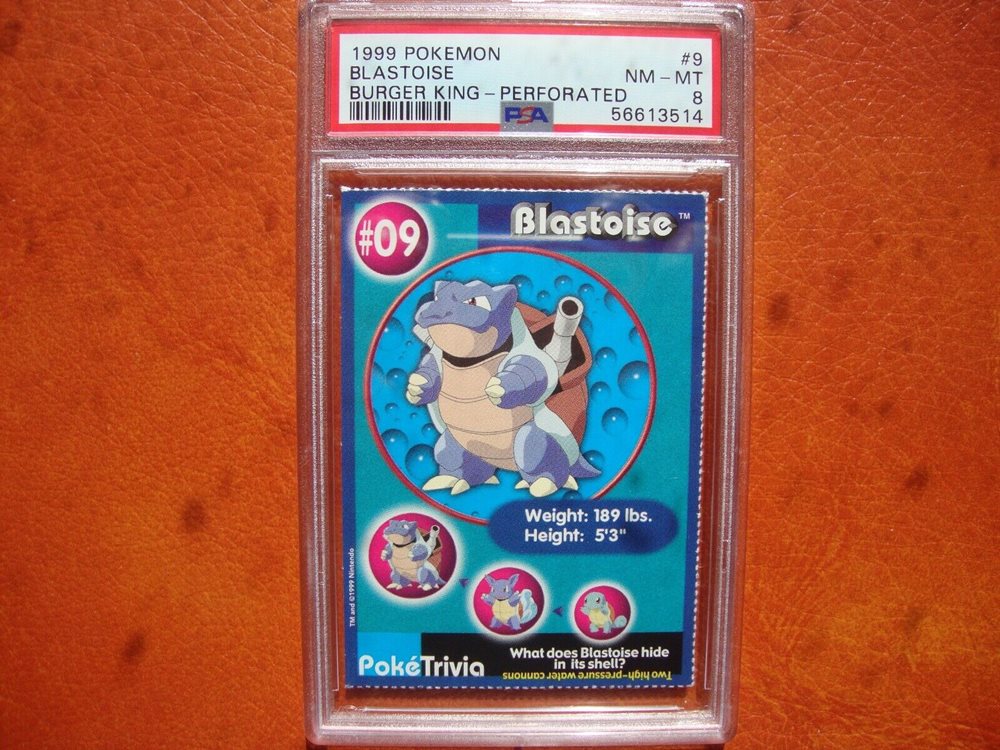 1999 POKEMON #9
BLASTOISE NM - MT
BURGER KING - PERFORATED 8
PSA 56613514
#09
Blastoise™
Weight: 189 lbs.
Height: 5'3"
TM and ©1999 Nintendo
PokéTrivia
What does Blastoise hide
in its shell?
Two high-pressure water cannons